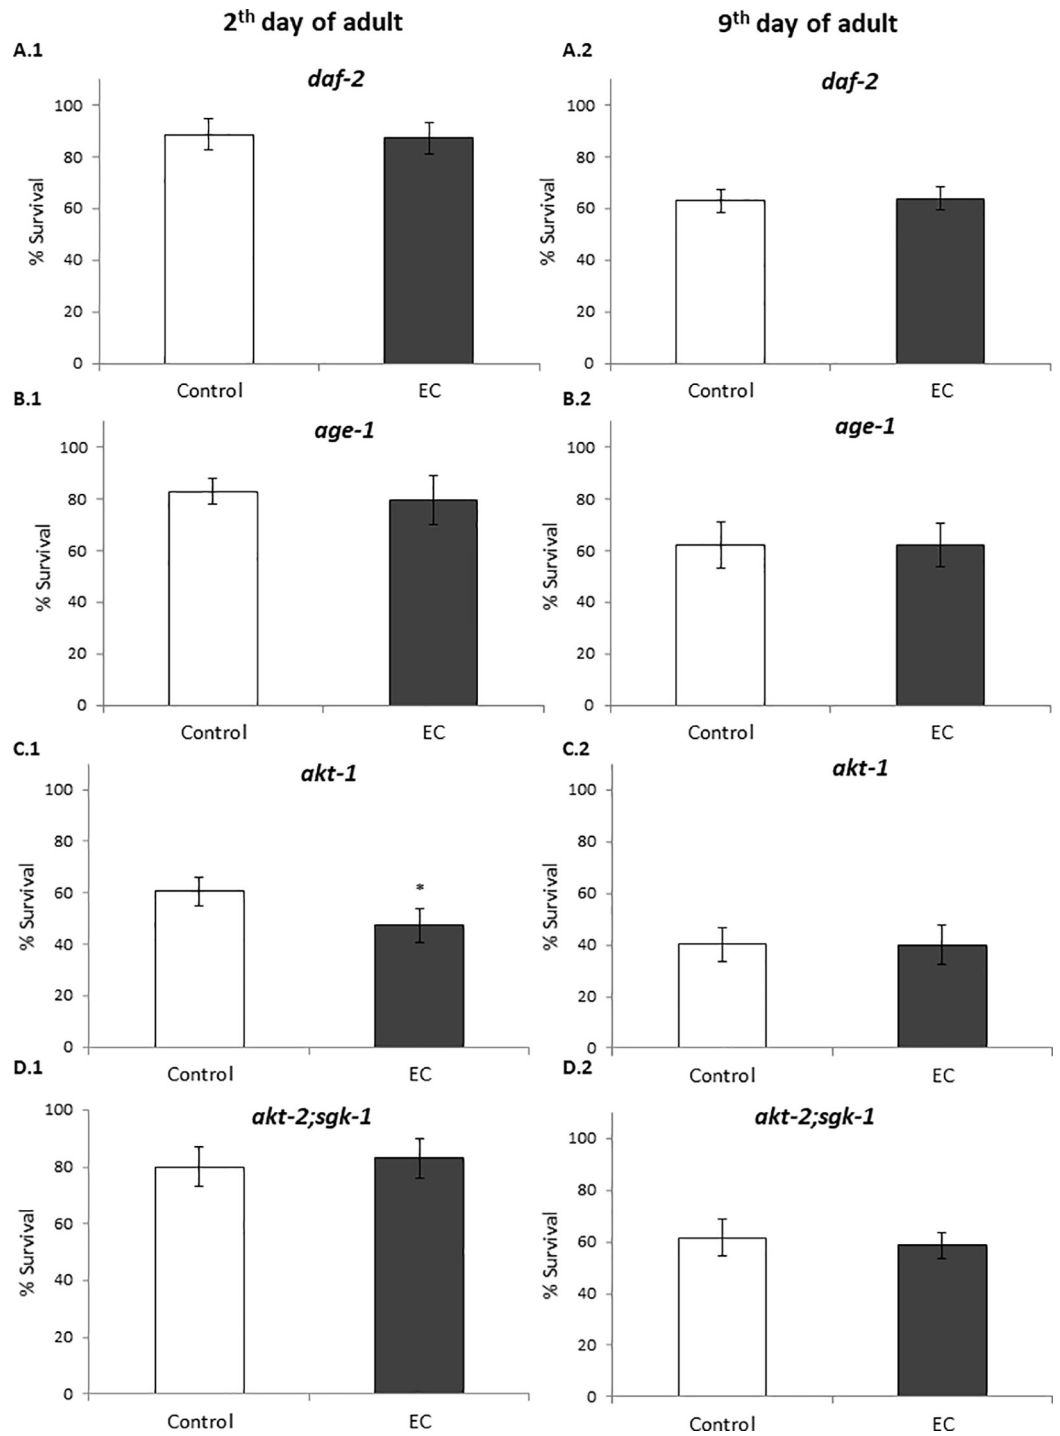 2th day of adult
9th day of adult
A.1
daf-2
% Survival
100
80
60
40
20
0
Control EC
A.2
daf-2
% Survival
100
80
60
40
20
0
Control EC
B.1
age-1
% Survival
100
80
60
40
20
0
Control EC
B.2
age-1
% Survival
100
80
60
40
20
0
Control EC
C.1
akt-1
% Survival
100
80
60
40
20
0
*
Control EC
C.2
akt-1
% Survival
100
80
60
40
20
0
Control EC
D.1
akt-2;sgk-1
% Survival
100
80
60
40
20
0
Control EC
D.2
akt-2;sgk-1
% Survival
100
80
60
40
20
0
Control EC